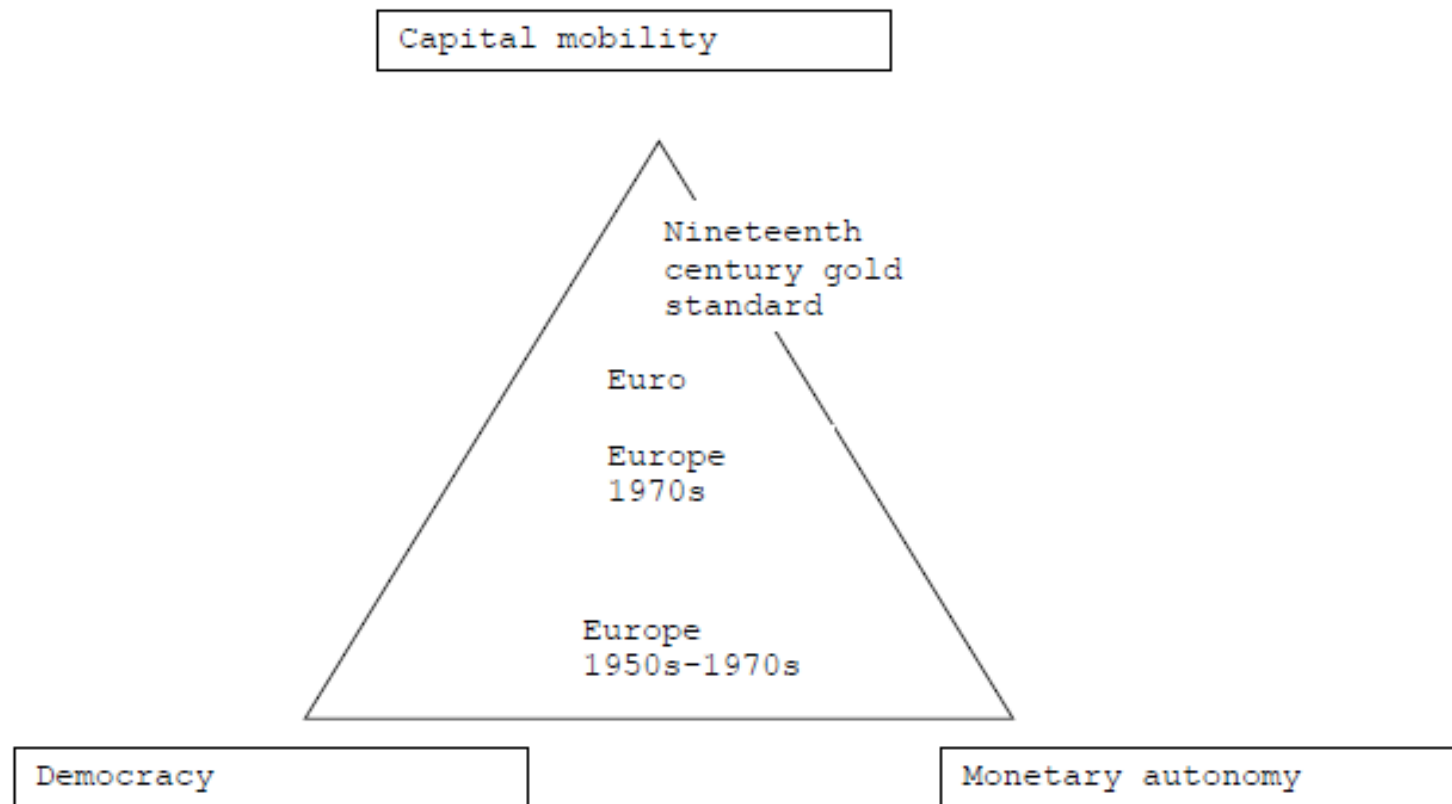 Capital mobility
Nineteenth
century gold
standard
Euro
Europe
1970s
Europe
1950s-1970s
Democracy
Monetary autonomy